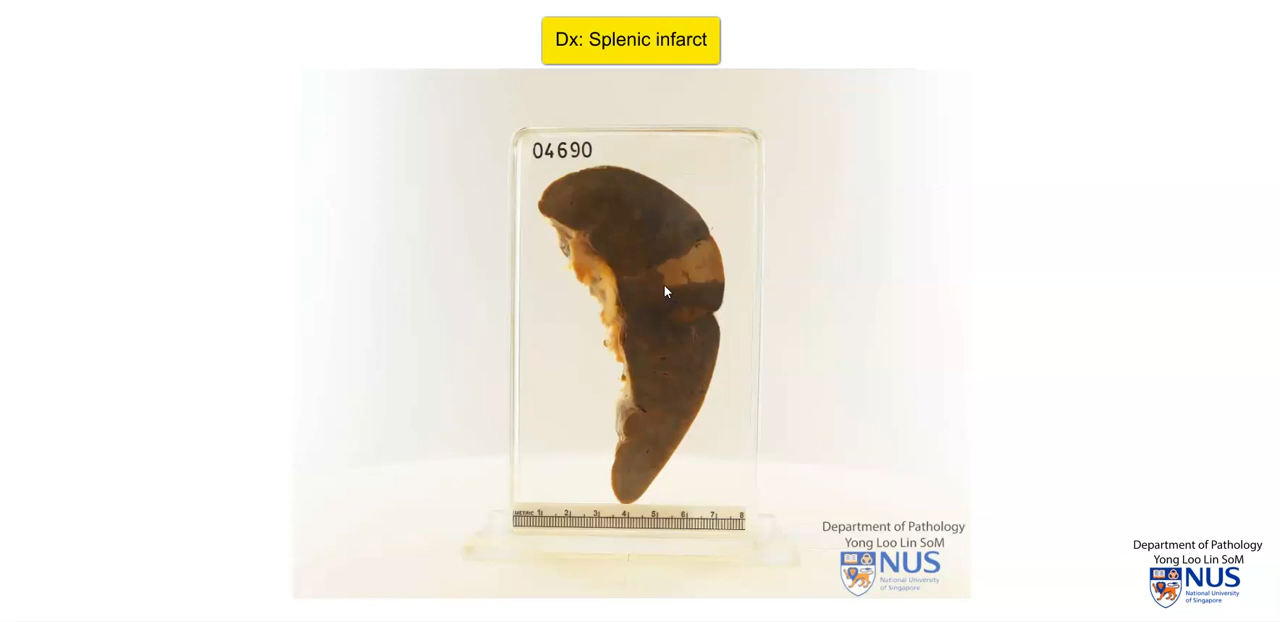 Dx: Splenic infarct
04690
METRIC 1 2 3 4 5 6 7 8
Department of Pathology
Yong Loo Lin SoM
NUS
National University
of Singapore
Department of Pathology
Yong Loo Lin SoM
NUS
National University
of Singapore